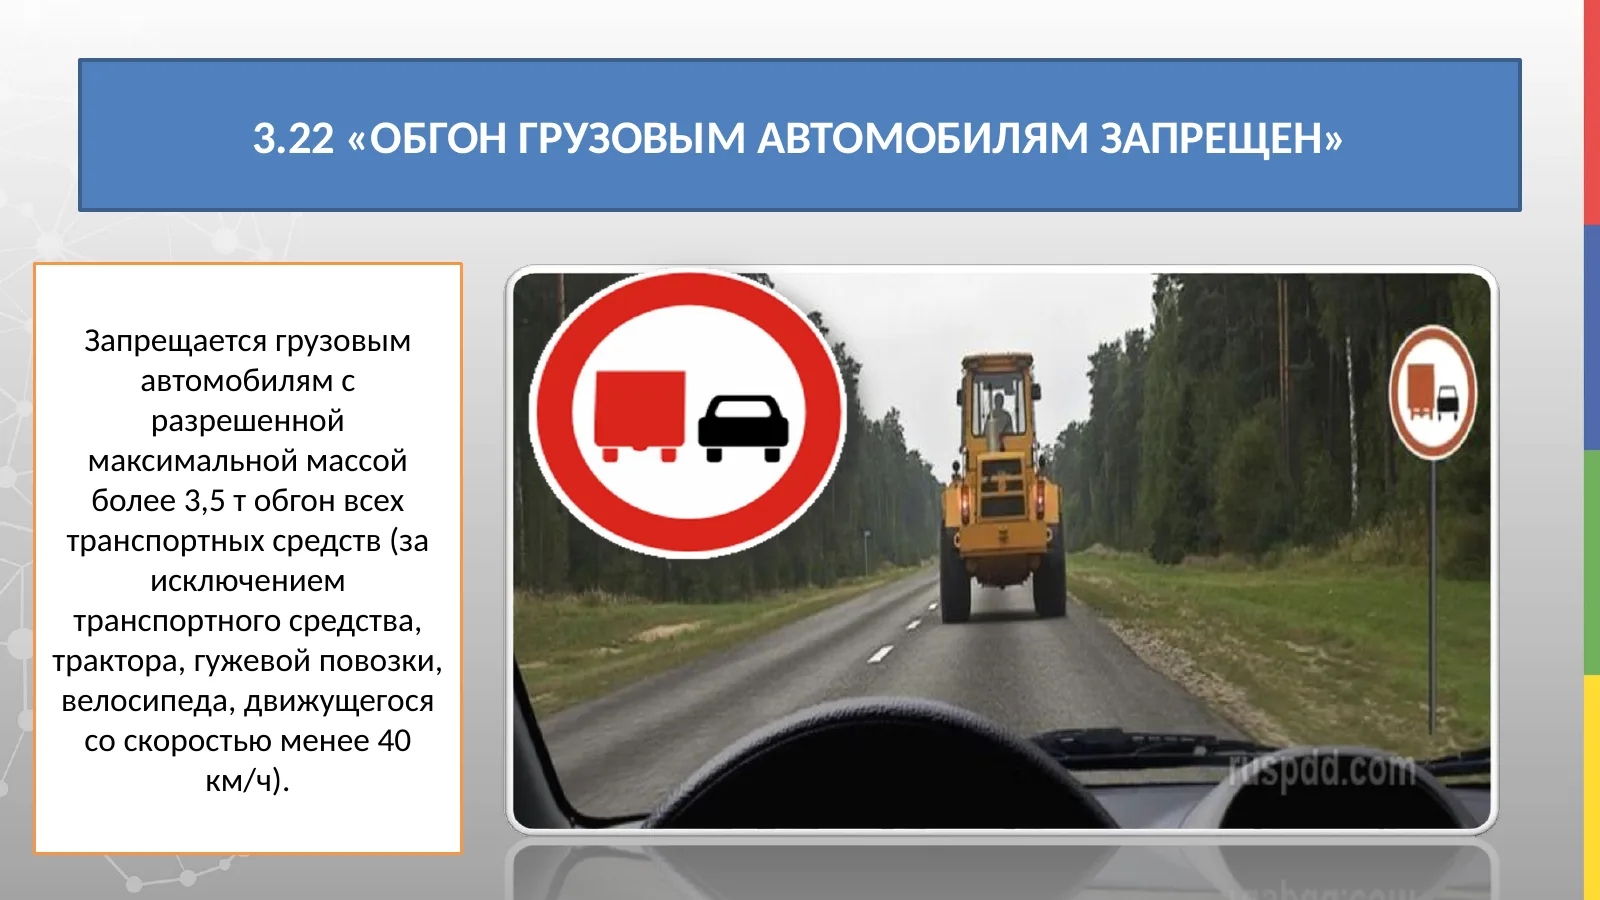 3.22 «ОБГОН ГРУЗОВЫМ АВТОМОБИЛЯМ ЗАПРЕЩЕН»
Запрещается грузовым
автомобилям с
разрешенной
максимальной массой
более 3,5 т обгон всех
транспортных средств (за
исключением
транспортного средства,
трактора, гужевой повозки,
велосипеда, движущегося
со скоростью менее 40
км/ч).
ruspdd.com